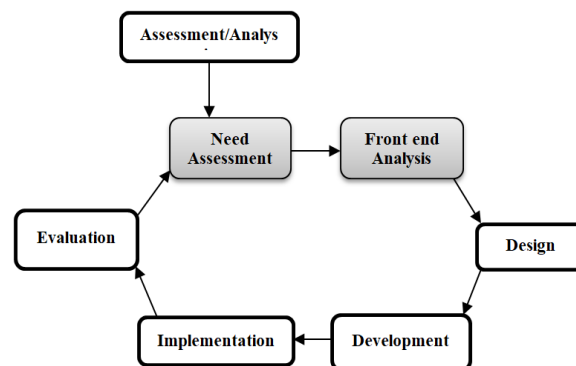 Assessment/Analys
Need
Assessment
Front end
Analysis
Evaluation
Design
Implementation
Development